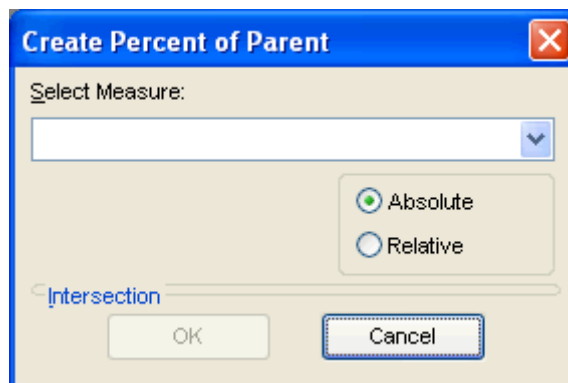 Create Percent of Parent
Select Measure:
Absolute
Relative
Intersection
OK
Cancel